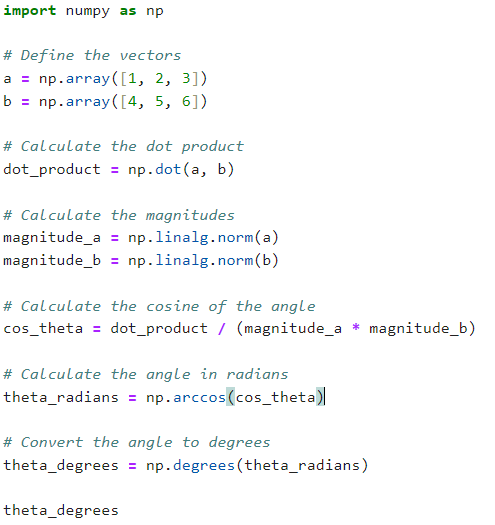 import numpy as np
# Define the vectors
a = np.array([1, 2, 3])
b = np.array([4, 5, 6])
# Calculate the dot product
dot_product = np.dot(a, b)
# Calculate the magnitudes
magnitude_a = np.linalg.norm(a)
magnitude_b = np.linalg.norm(b)
# Calculate the cosine of the angle
cos_theta = dot_product / (magnitude_a * magnitude_b)
# Calculate the angle in radians
theta_radians = np.arccos(cos_theta)
# Convert the angle to degrees
theta_degrees = np.degrees(theta_radians)
theta_degrees